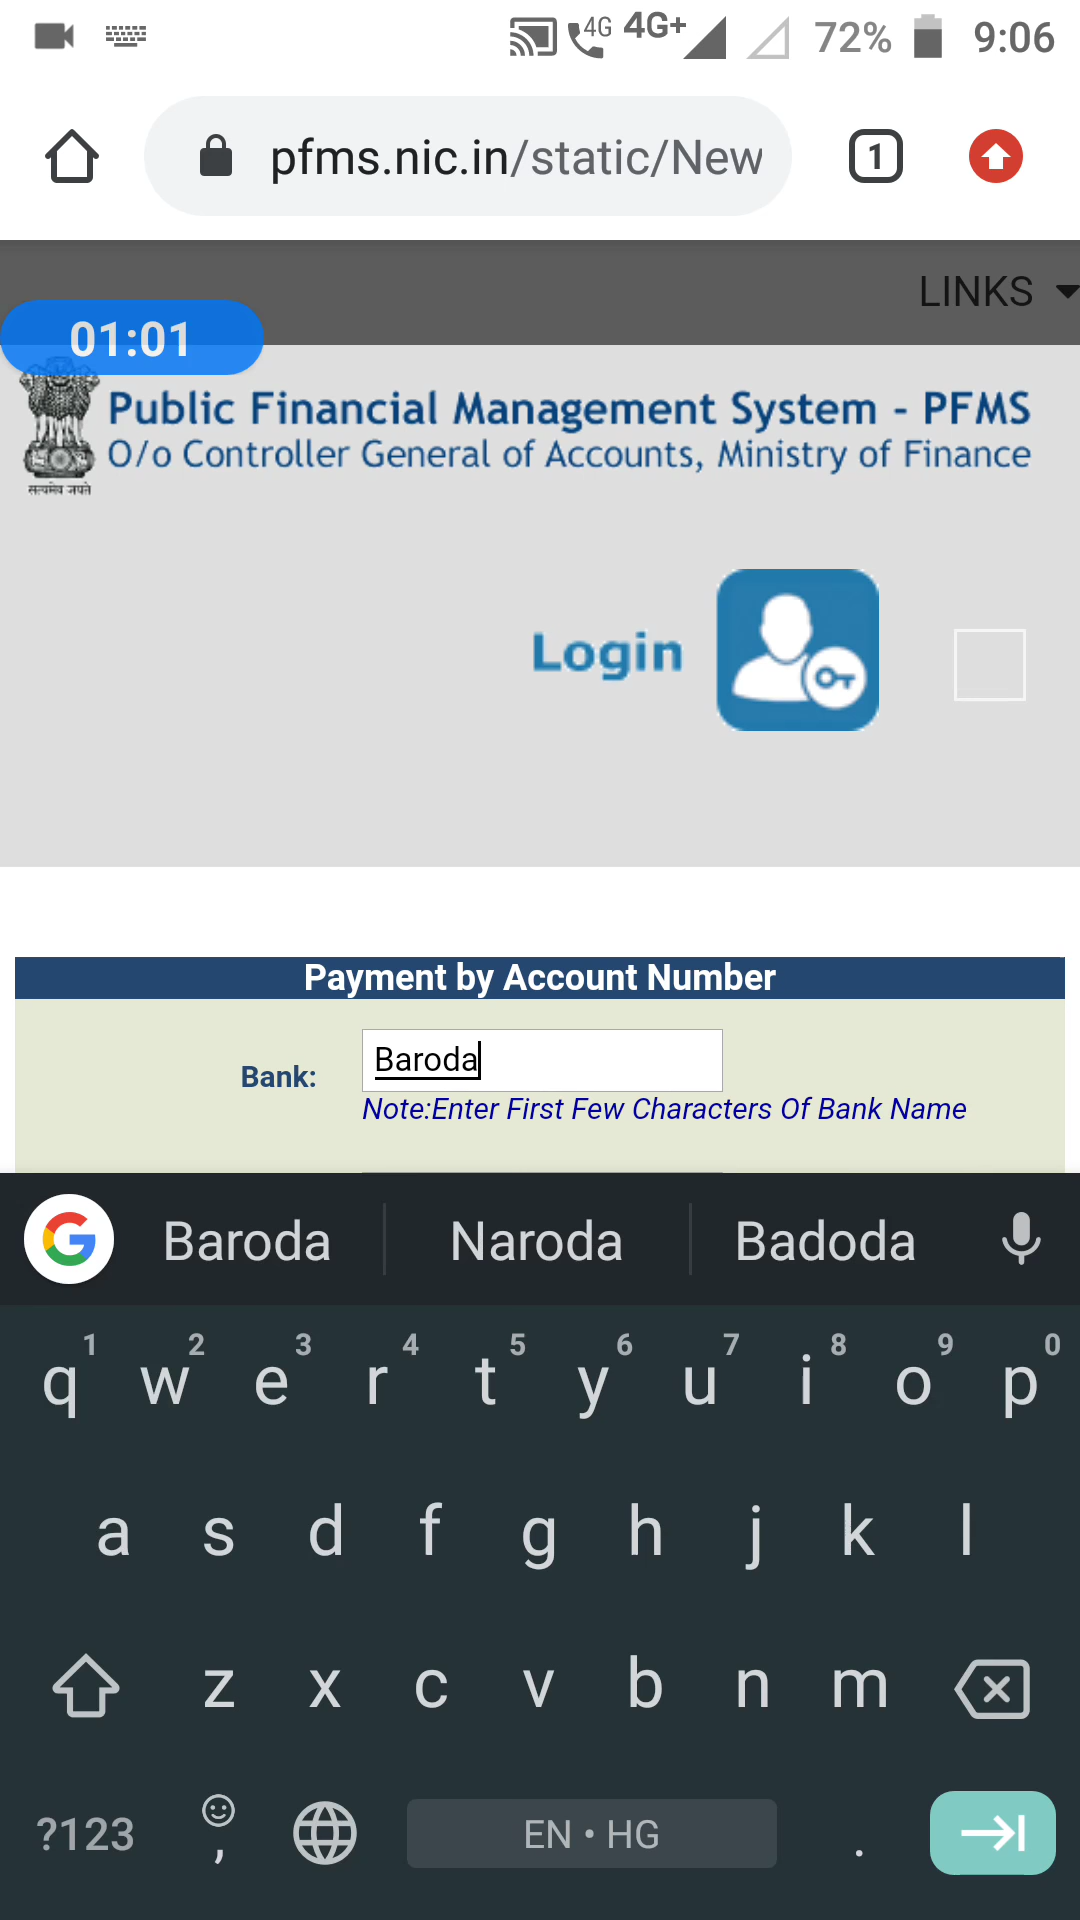 4G 4G+ 72% 9:06
pfms.nic.in/static/New 1
LINKS
01:01
Public Financial Management System - PFMS
O/o Controller General of Accounts, Ministry of Finance
सत्यमेव जयते
Login
Payment by Account Number
Bank: Baroda
Note:Enter First Few Characters Of Bank Name
G Baroda Naroda Badoda
1 2 3 4 5 6 7 8 9 0
q w e r t y u i o p
a s d f g h j k l
z x c v b n m
?123 , EN • HG .